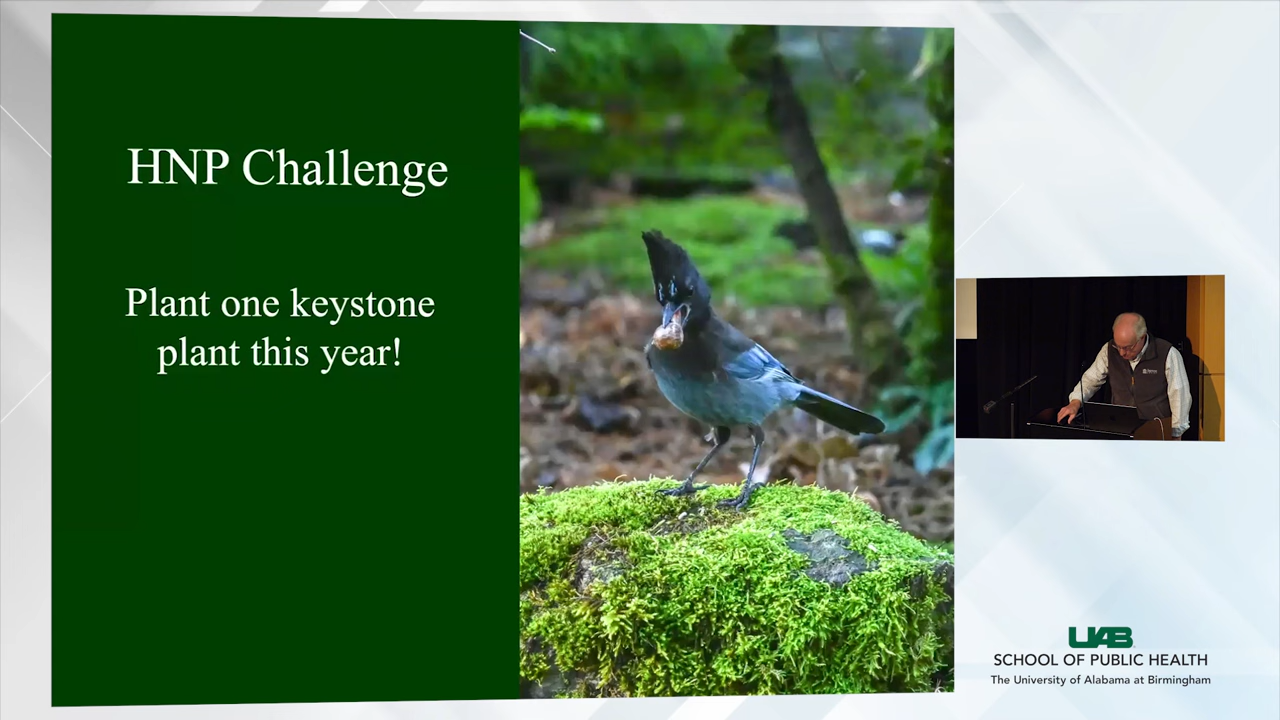 HNP Challenge
Plant one keystone
plant this year!
UAB
SCHOOL OF PUBLIC HEALTH
The University of Alabama at Birmingham